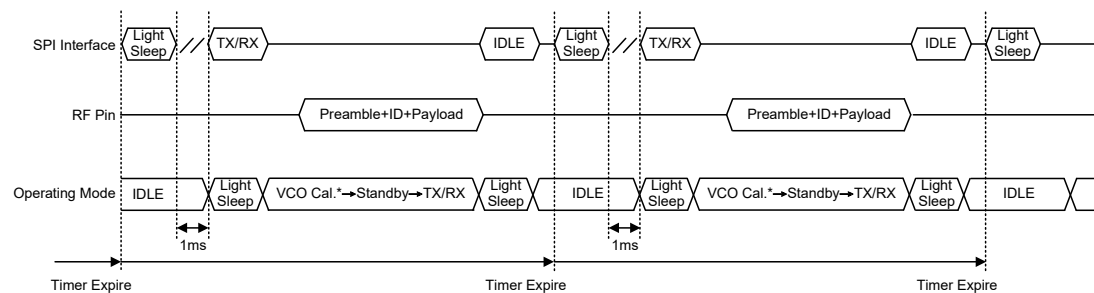 SPI Interface Light Sleep TX/RX IDLE Light Sleep TX/RX IDLE Light Sleep
RF Pin Preamble+ID+Payload Preamble+ID+Payload
Operating Mode IDLE Light Sleep VCO Cal.*→Standby→TX/RX Light Sleep IDLE Light Sleep VCO Cal.*→Standby→TX/RX Light Sleep IDLE
1ms 1ms
Timer Expire Timer Expire Timer Expire